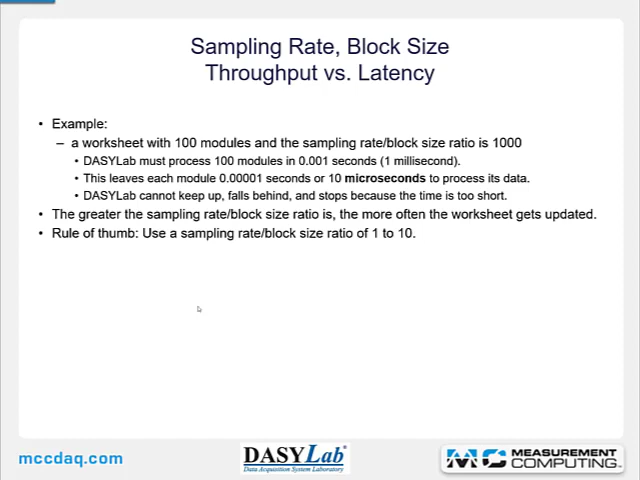 Sampling Rate, Block Size
Throughput vs. Latency
• Example:
– a worksheet with 100 modules and the sampling rate/block size ratio is 1000
• DASYLab must process 100 modules in 0.001 seconds (1 millisecond).
• This leaves each module 0.00001 seconds or 10 microseconds to process its data.
• DASYLab cannot keep up, falls behind, and stops because the time is too short.
• The greater the sampling rate/block size ratio is, the more often the worksheet gets updated.
• Rule of thumb: Use a sampling rate/block size ratio of 1 to 10.
mccdaq.com
DASYLab®
Data Acquisition System Laboratory
MC MEASUREMENT
COMPUTING™